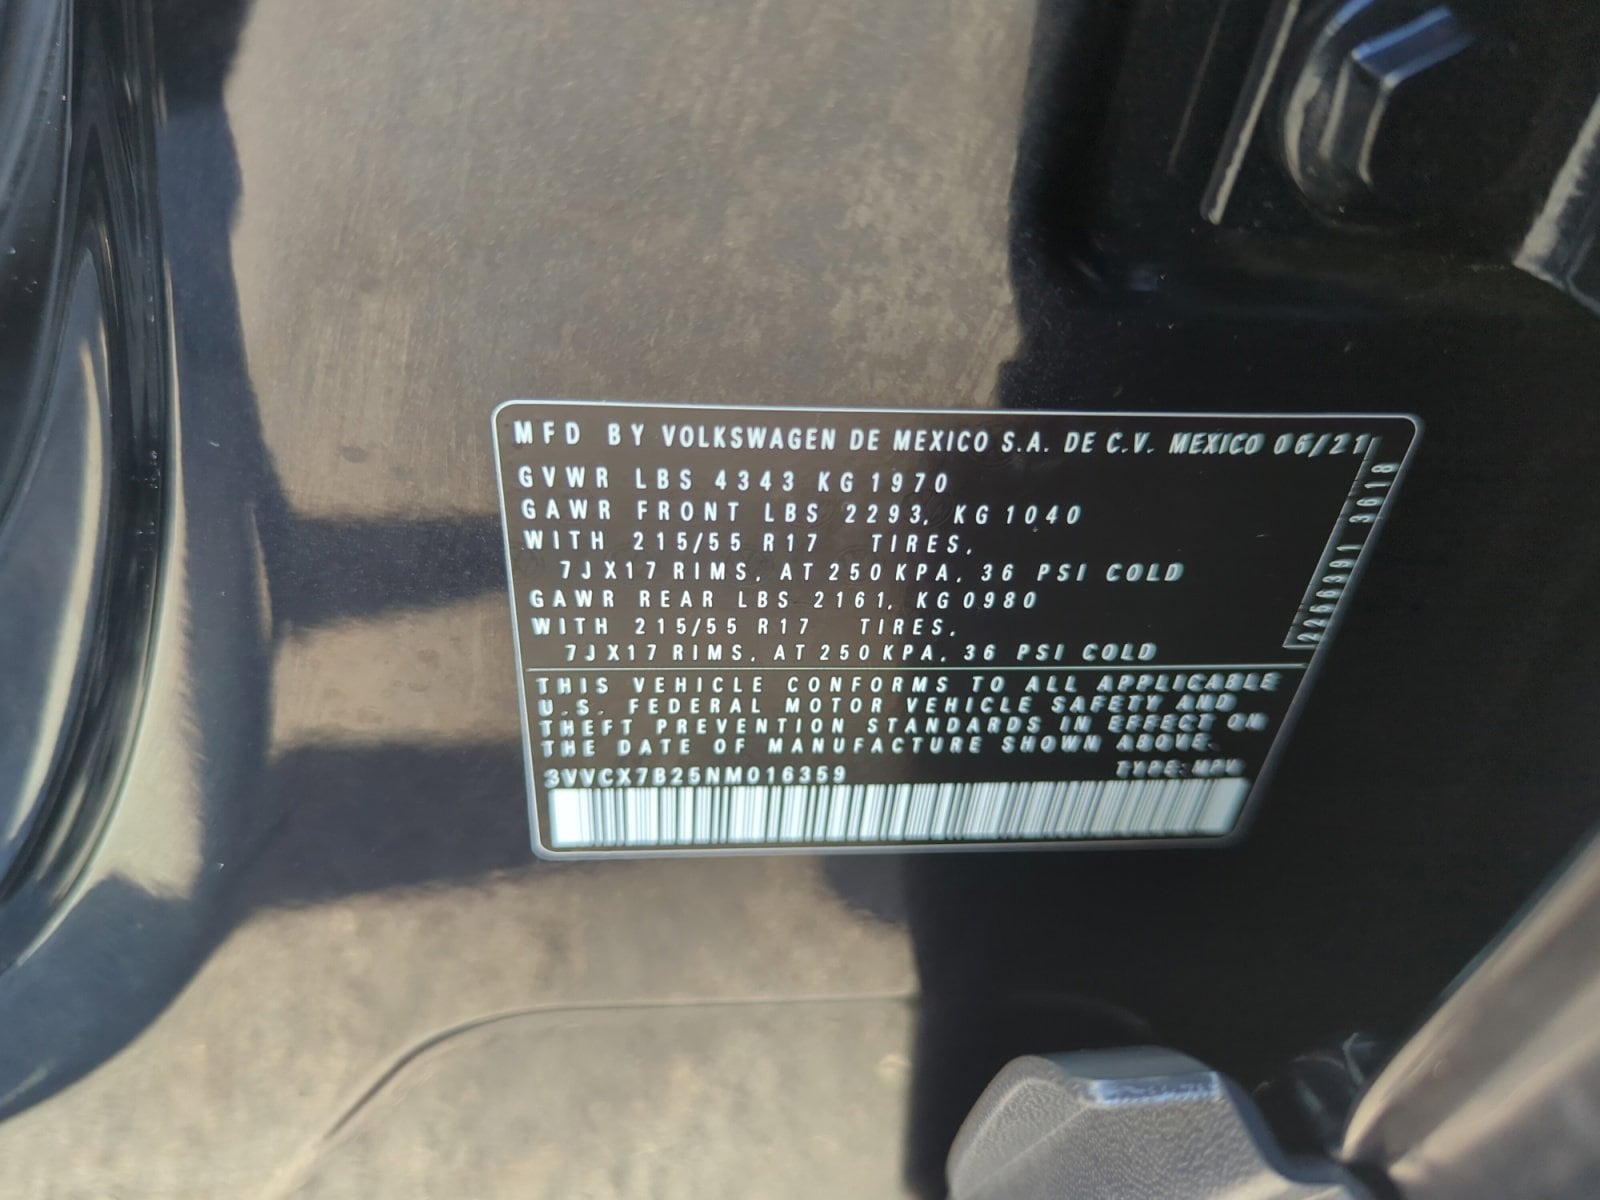 MFD BY VOLKSWAGEN DE MEXICO S.A. DE C.V. MEXICO 06/21
GVWR LBS 4343 KG 1970
GAWR FRONT LBS 2293, KG 1040
WITH 215/55 R17 TIRES,
7JX17 RIMS, AT 250 KPA, 36 PSI COLD
GAWR REAR LBS 2161, KG 0980
WITH 215/55 R17 TIRES,
7JX17 RIMS, AT 250 KPA, 36 PSI COLD
THIS VEHICLE CONFORMS TO ALL APPLICABLE
U.S. FEDERAL MOTOR VEHICLE SAFETY AND
THEFT PREVENTION STANDARDS IN EFFECT ON
THE DATE OF MANUFACTURE SHOWN ABOVE.
3VVCX7B25NM016359 TYPE: MPV